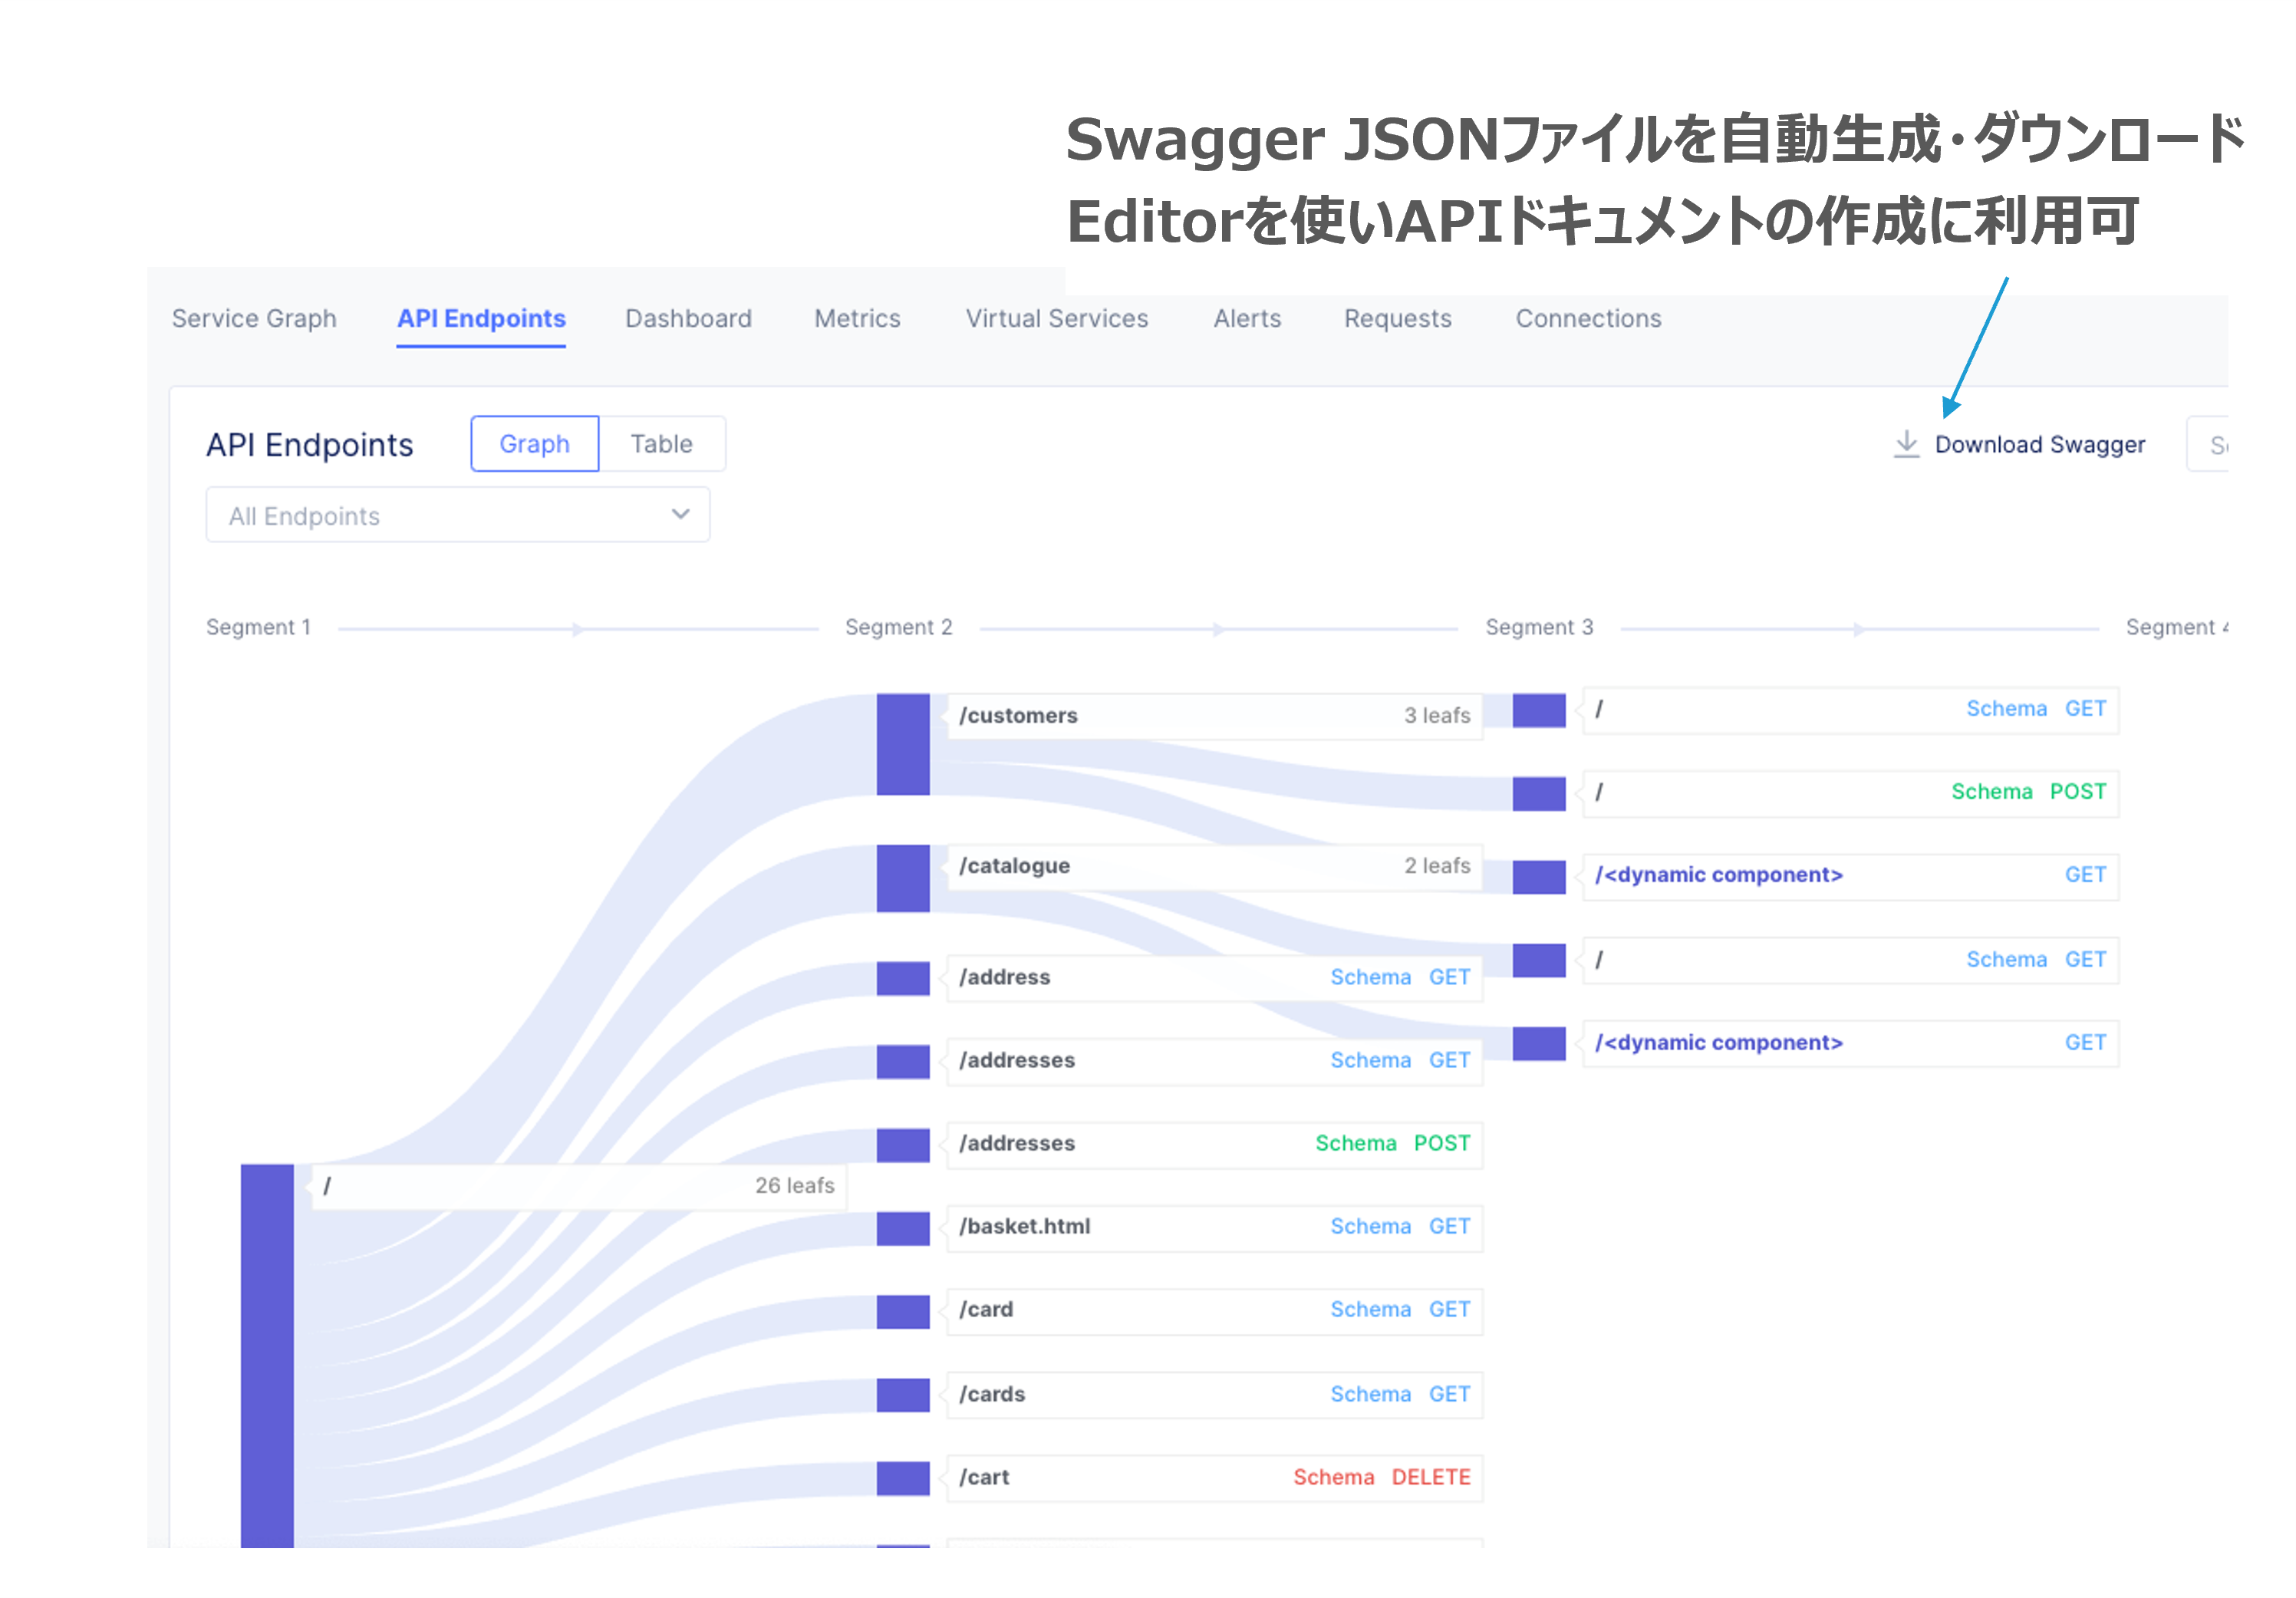 Swagger JSONファイルを自動生成・ダウンロード
Editorを使いAPIドキュメントの作成に利用可
Service Graph API Endpoints Dashboard Metrics Virtual Services Alerts Requests Connections
API Endpoints Graph Table Download Swagger
All Endpoints
Segment 1 Segment 2 Segment 3 Segment 4
/customers 3 leafs
/ Schema GET
/ Schema POST
/catalogue 2 leafs
/<dynamic component> GET
/address Schema GET
/ Schema GET
/addresses Schema GET
/<dynamic component> GET
/addresses Schema POST
/ 26 leafs
/basket.html Schema GET
/card Schema GET
/cards Schema GET
/cart Schema DELETE